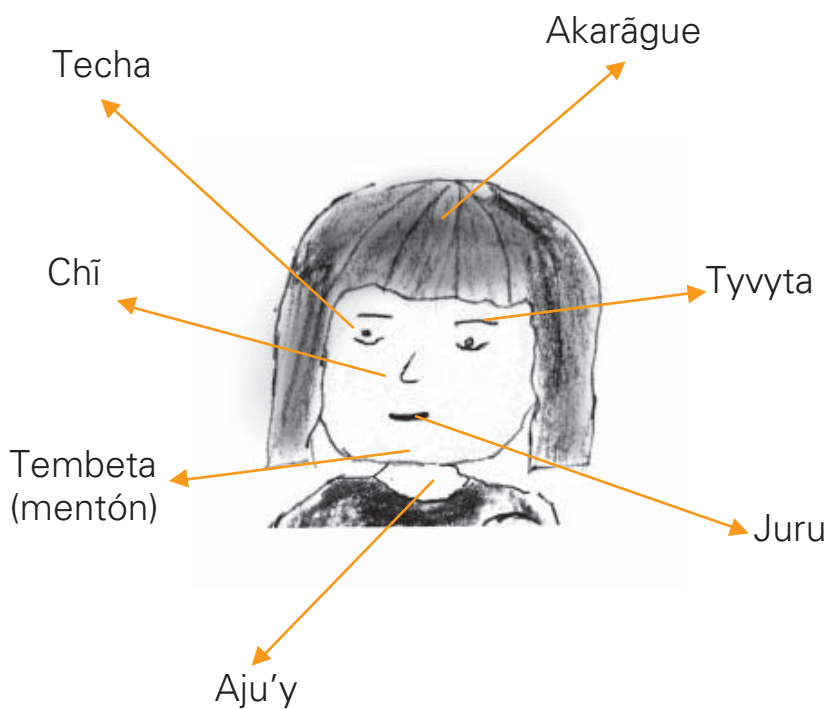 Akarãgue
Techa
Chĩ
Tyvyta
Tembeta
(mentón)
Juru
Aju'y